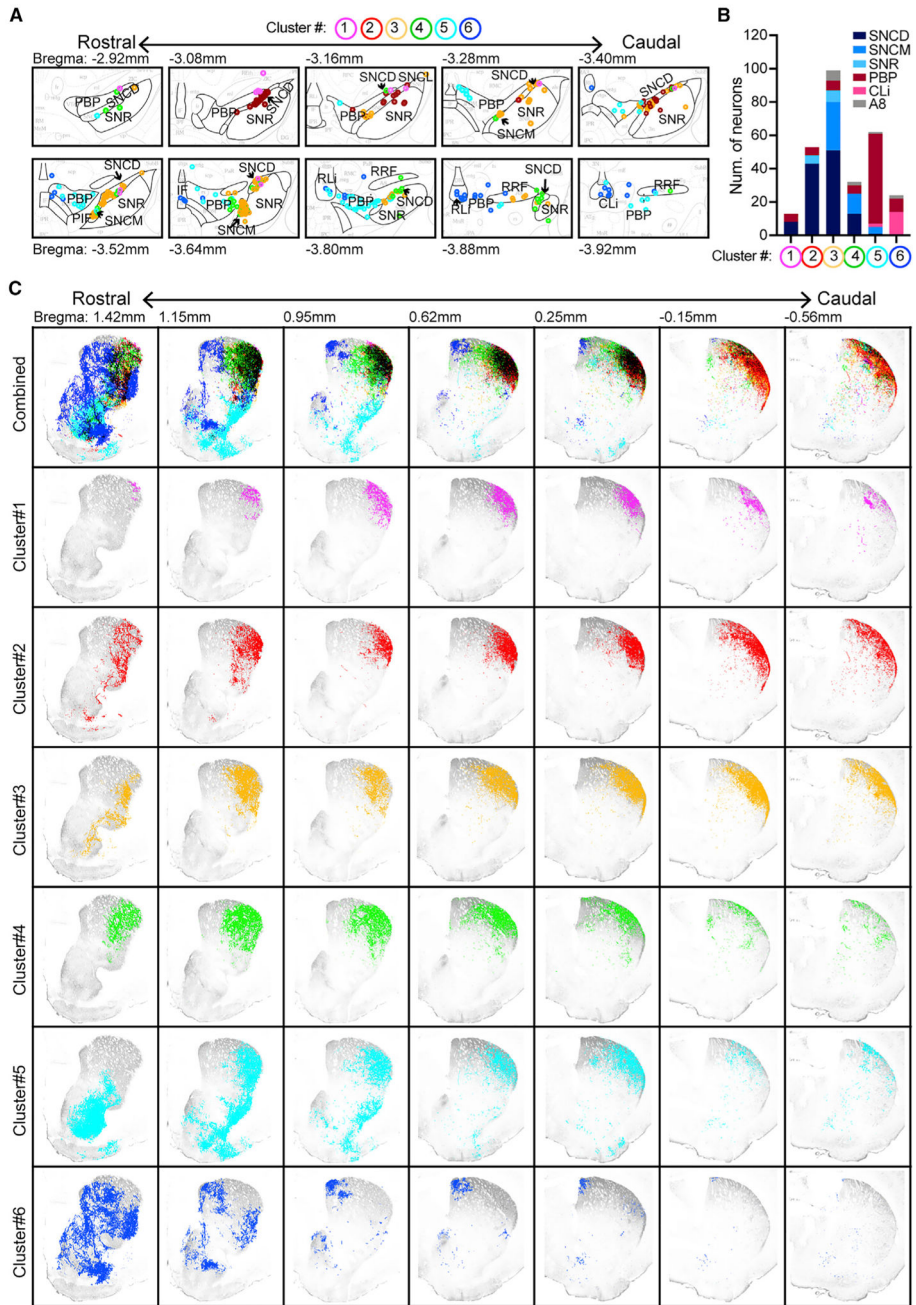 A
Cluster #: 1 2 3 4 5 6
Rostral Caudal
Bregma: -2.92mm -3.08mm -3.16mm -3.28mm -3.40mm
PBP SNCD SNR
PBP SNCD SNR
SNCD SNCL PBP SNR
SNCD PBP SNR SNCM
SNCD PBP SNR
SNCD PBP SNR PIF SNCM
SNCD IF PBP SNR SNCM
RLi RRF PBP SNCD SNR
SNCD RRF RLi PBP SNR
CLi RRF PBP
Bregma: -3.52mm -3.64mm -3.80mm -3.88mm -3.92mm
B
Num. of neurons
120
100
80
60
40
20
0
SNCD
SNCM
SNR
PBP
CLi
A8
Cluster #: 1 2 3 4 5 6
C
Rostral Caudal
Bregma: 1.42mm 1.15mm 0.95mm 0.62mm 0.25mm -0.15mm -0.56mm
Combined
Cluster#1
Cluster#2
Cluster#3
Cluster#4
Cluster#5
Cluster#6